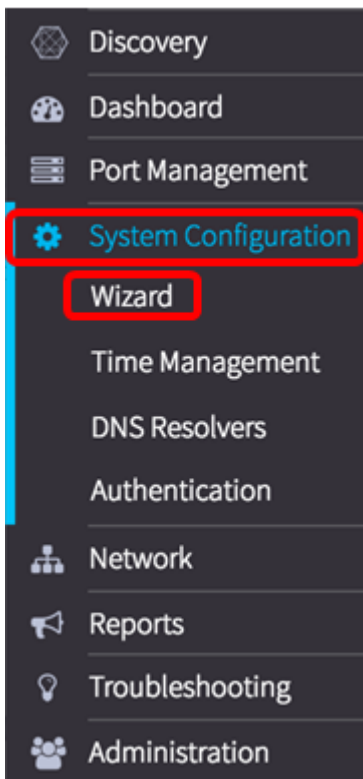 Discovery
Dashboard
Port Management
System Configuration
Wizard
Time Management
DNS Resolvers
Authentication
Network
Reports
Troubleshooting
Administration